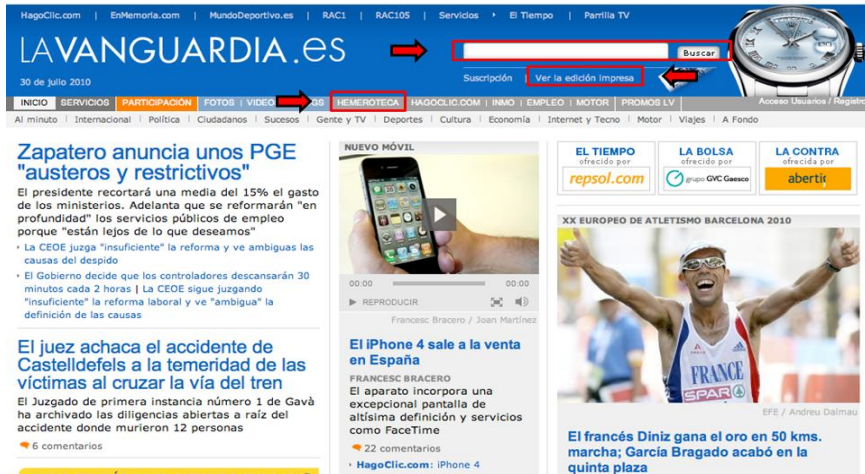 HagoClic.com | EnMemoria.com | MundoDeportivo.es | RAC1 | RAC105 | Servicios | El Tiempo | Parrilla TV
LAVANGUARDIA.es
Buscar
30 de julio 2010
Suscripción | Ver la edición impresa
INICIO SERVICIOS PARTICIPACIÓN FOTOS | VIDEO GS HEMEROTECA HAGOCLIC.COM | INMO | EMPLEO | MOTOR PROMOS LV Acceso Usuarios / Registro
Al minuto | Internacional | Política | Ciudadanos | Sucesos | Gente y TV | Deportes | Cultura | Economía | Internet y Tecno | Motor | Viajes | A Fondo
Zapatero anuncia unos PGE
"austeros y restrictivos"
El presidente recortará una media del 15% el gasto
de los ministerios. Adelanta que se reformarán "en
profundidad" los servicios públicos de empleo
porque "están lejos de lo que deseamos"
La CEOE juzga "insuficiente" la reforma y ve ambiguas las
causas del despido
El Gobierno decide que los controladores descansarán 30
minutos cada 2 horas | La CEOE sigue juzgando
"insuficiente" la reforma laboral y ve "ambigua" la
definición de las causas
El juez achaca el accidente de
Castelldefels a la temeridad de las
víctimas al cruzar la vía del tren
El Juzgado de primera instancia número 1 de Gavà
ha archivado las diligencias abiertas a raíz del
accidente donde murieron 12 personas
6 comentarios
NUEVO MÓVIL
00:00 00:00
REPRODUCIR
Francesc Bracero / Joan Martínez
El iPhone 4 sale a la venta
en España
FRANCESC BRACERO
El aparato incorpora una
excepcional pantalla de
altísima definición y servicios
como FaceTime
22 comentarios
HagoClic.com: iPhone 4
EL TIEMPO
ofrecido por
repsol.com
LA BOLSA
ofrecido por
grupo GVC Gaesco
LA CONTRA
ofrecida por
abertis
XX EUROPEO DE ATLETISMO BARCELONA 2010
FRANCE
SPAR
EFE / Andreu Dalmau
El francés Diniz gana el oro en 50 kms.
marcha; García Bragado acabó en la
quinta plaza